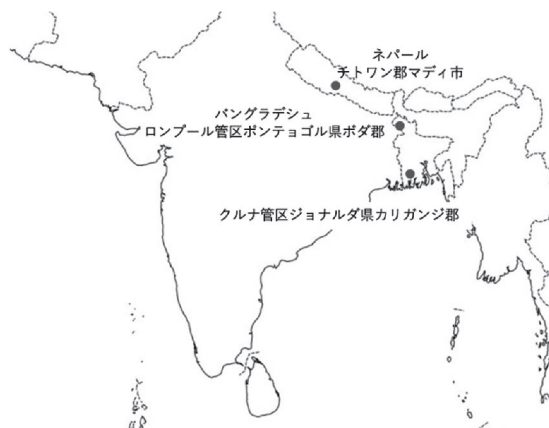 ネパール
チトワン郡マディ市
バングラデシュ
ロンプール管区ポンチョゴル県ボダ郡
クルナ管区ジョナルダ県カリガンジ郡